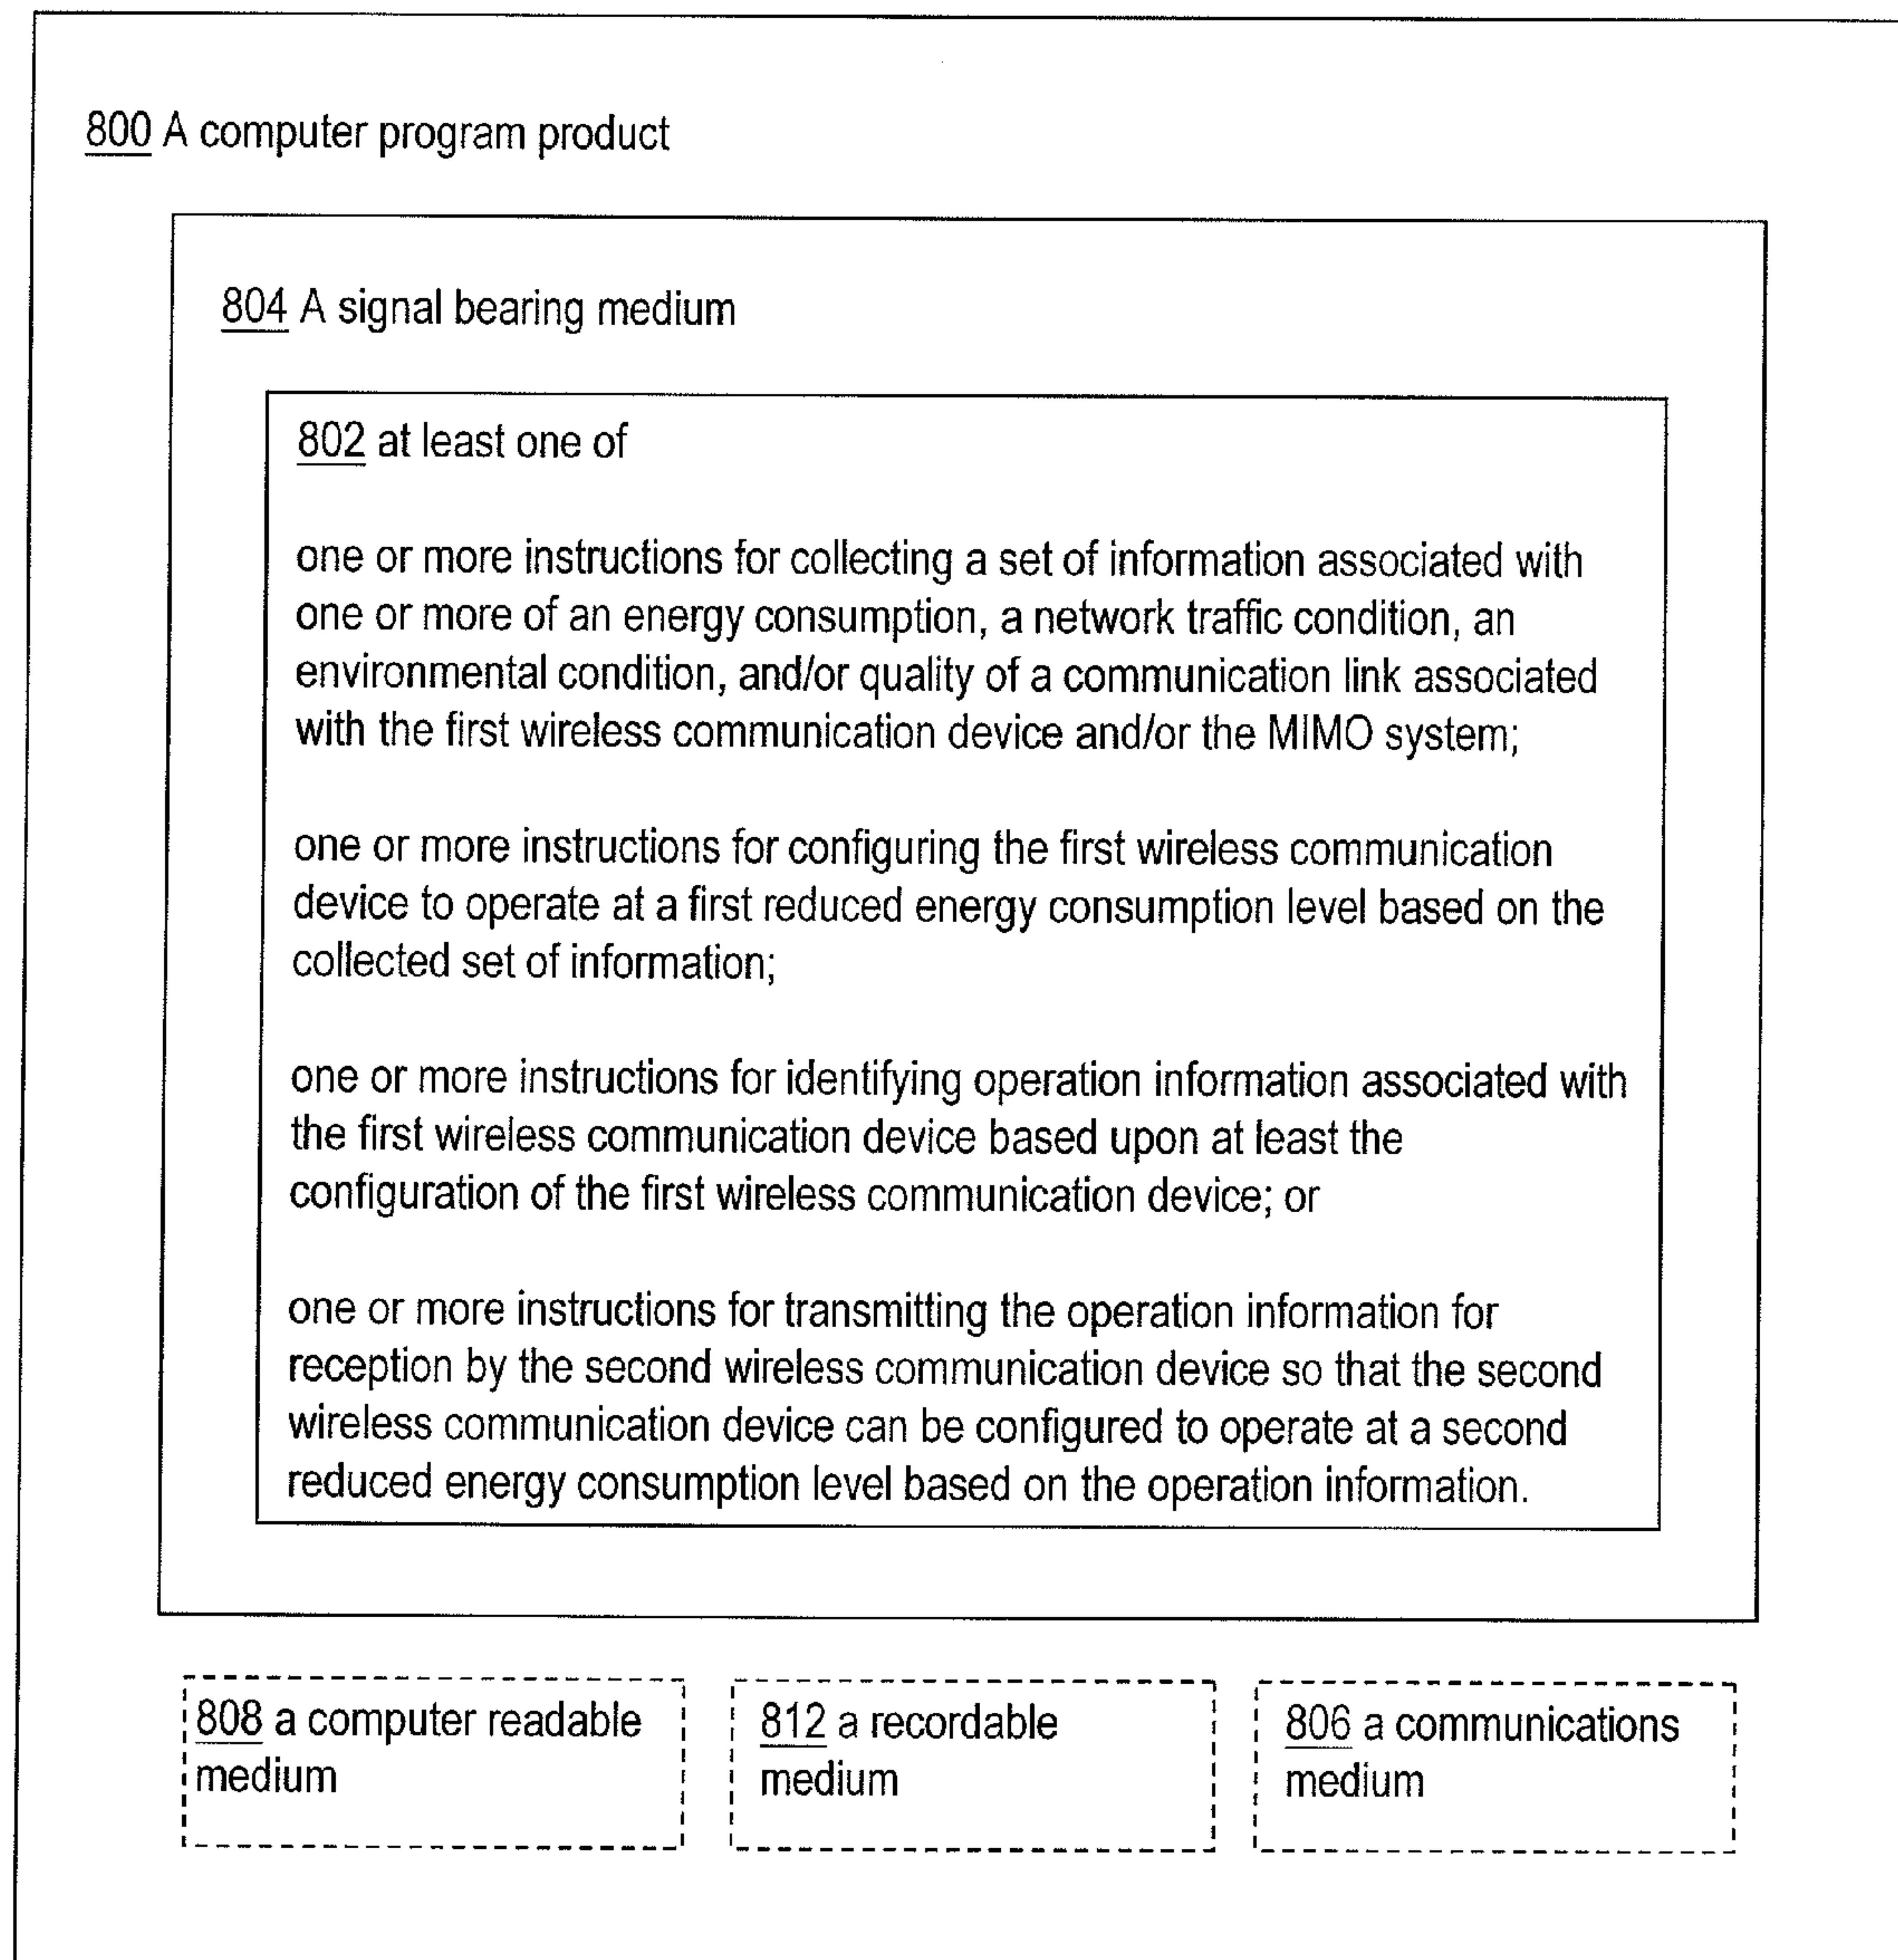 800 A computer program product
804 A signal bearing medium
802 at least one of
one or more instructions for collecting a set of information associated with
one or more of an energy consumption, a network traffic condition, an
environmental condition, and/or quality of a communication link associated
with the first wireless communication device and/or the MIMO system;
one or more instructions for configuring the first wireless communication
device to operate at a first reduced energy consumption level based on the
collected set of information;
one or more instructions for identifying operation information associated with
the first wireless communication device based upon at least the
configuration of the first wireless communication device; or
one or more instructions for transmitting the operation information for
reception by the second wireless communication device so that the second
wireless communication device can be configured to operate at a second
reduced energy consumption level based on the operation information.
808 a computer readable
medium
812 a recordable
medium
806 a communications
medium